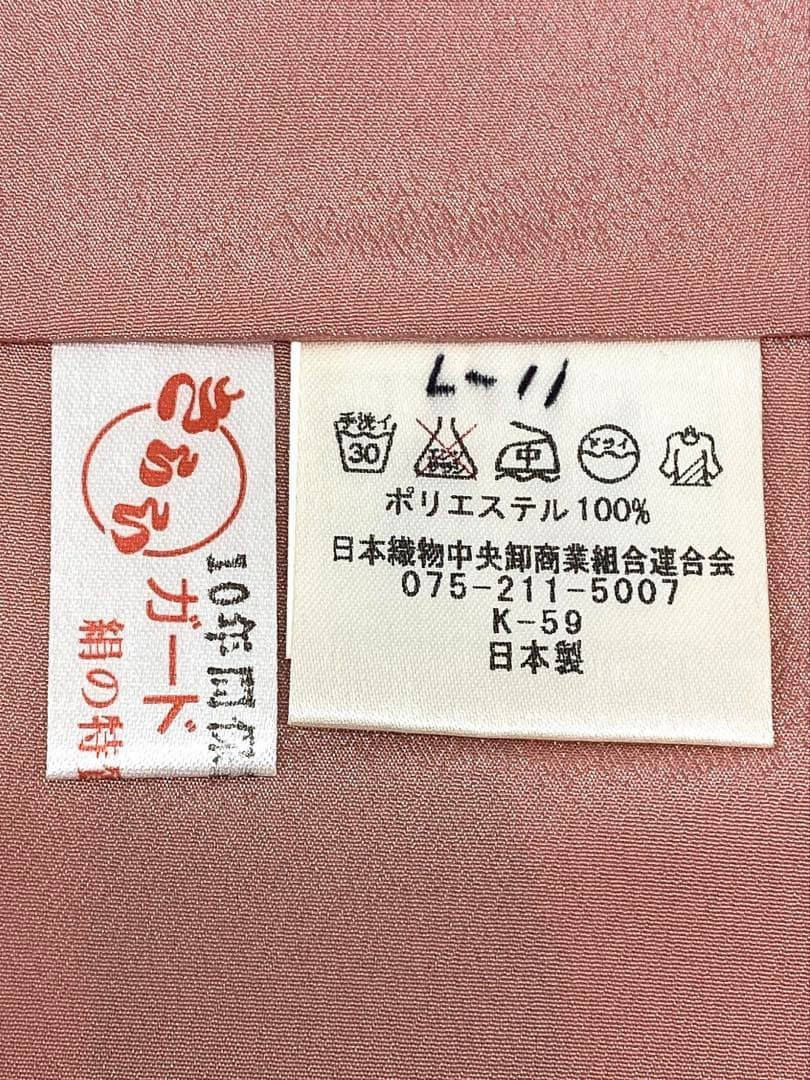 きらら
ガード
10年間保
絹の特
L-11
手洗イ
30
中
ドライ
ポリエステル100%
日本織物中央卸商業組合連合会
075-211-5007
K-59
日本製